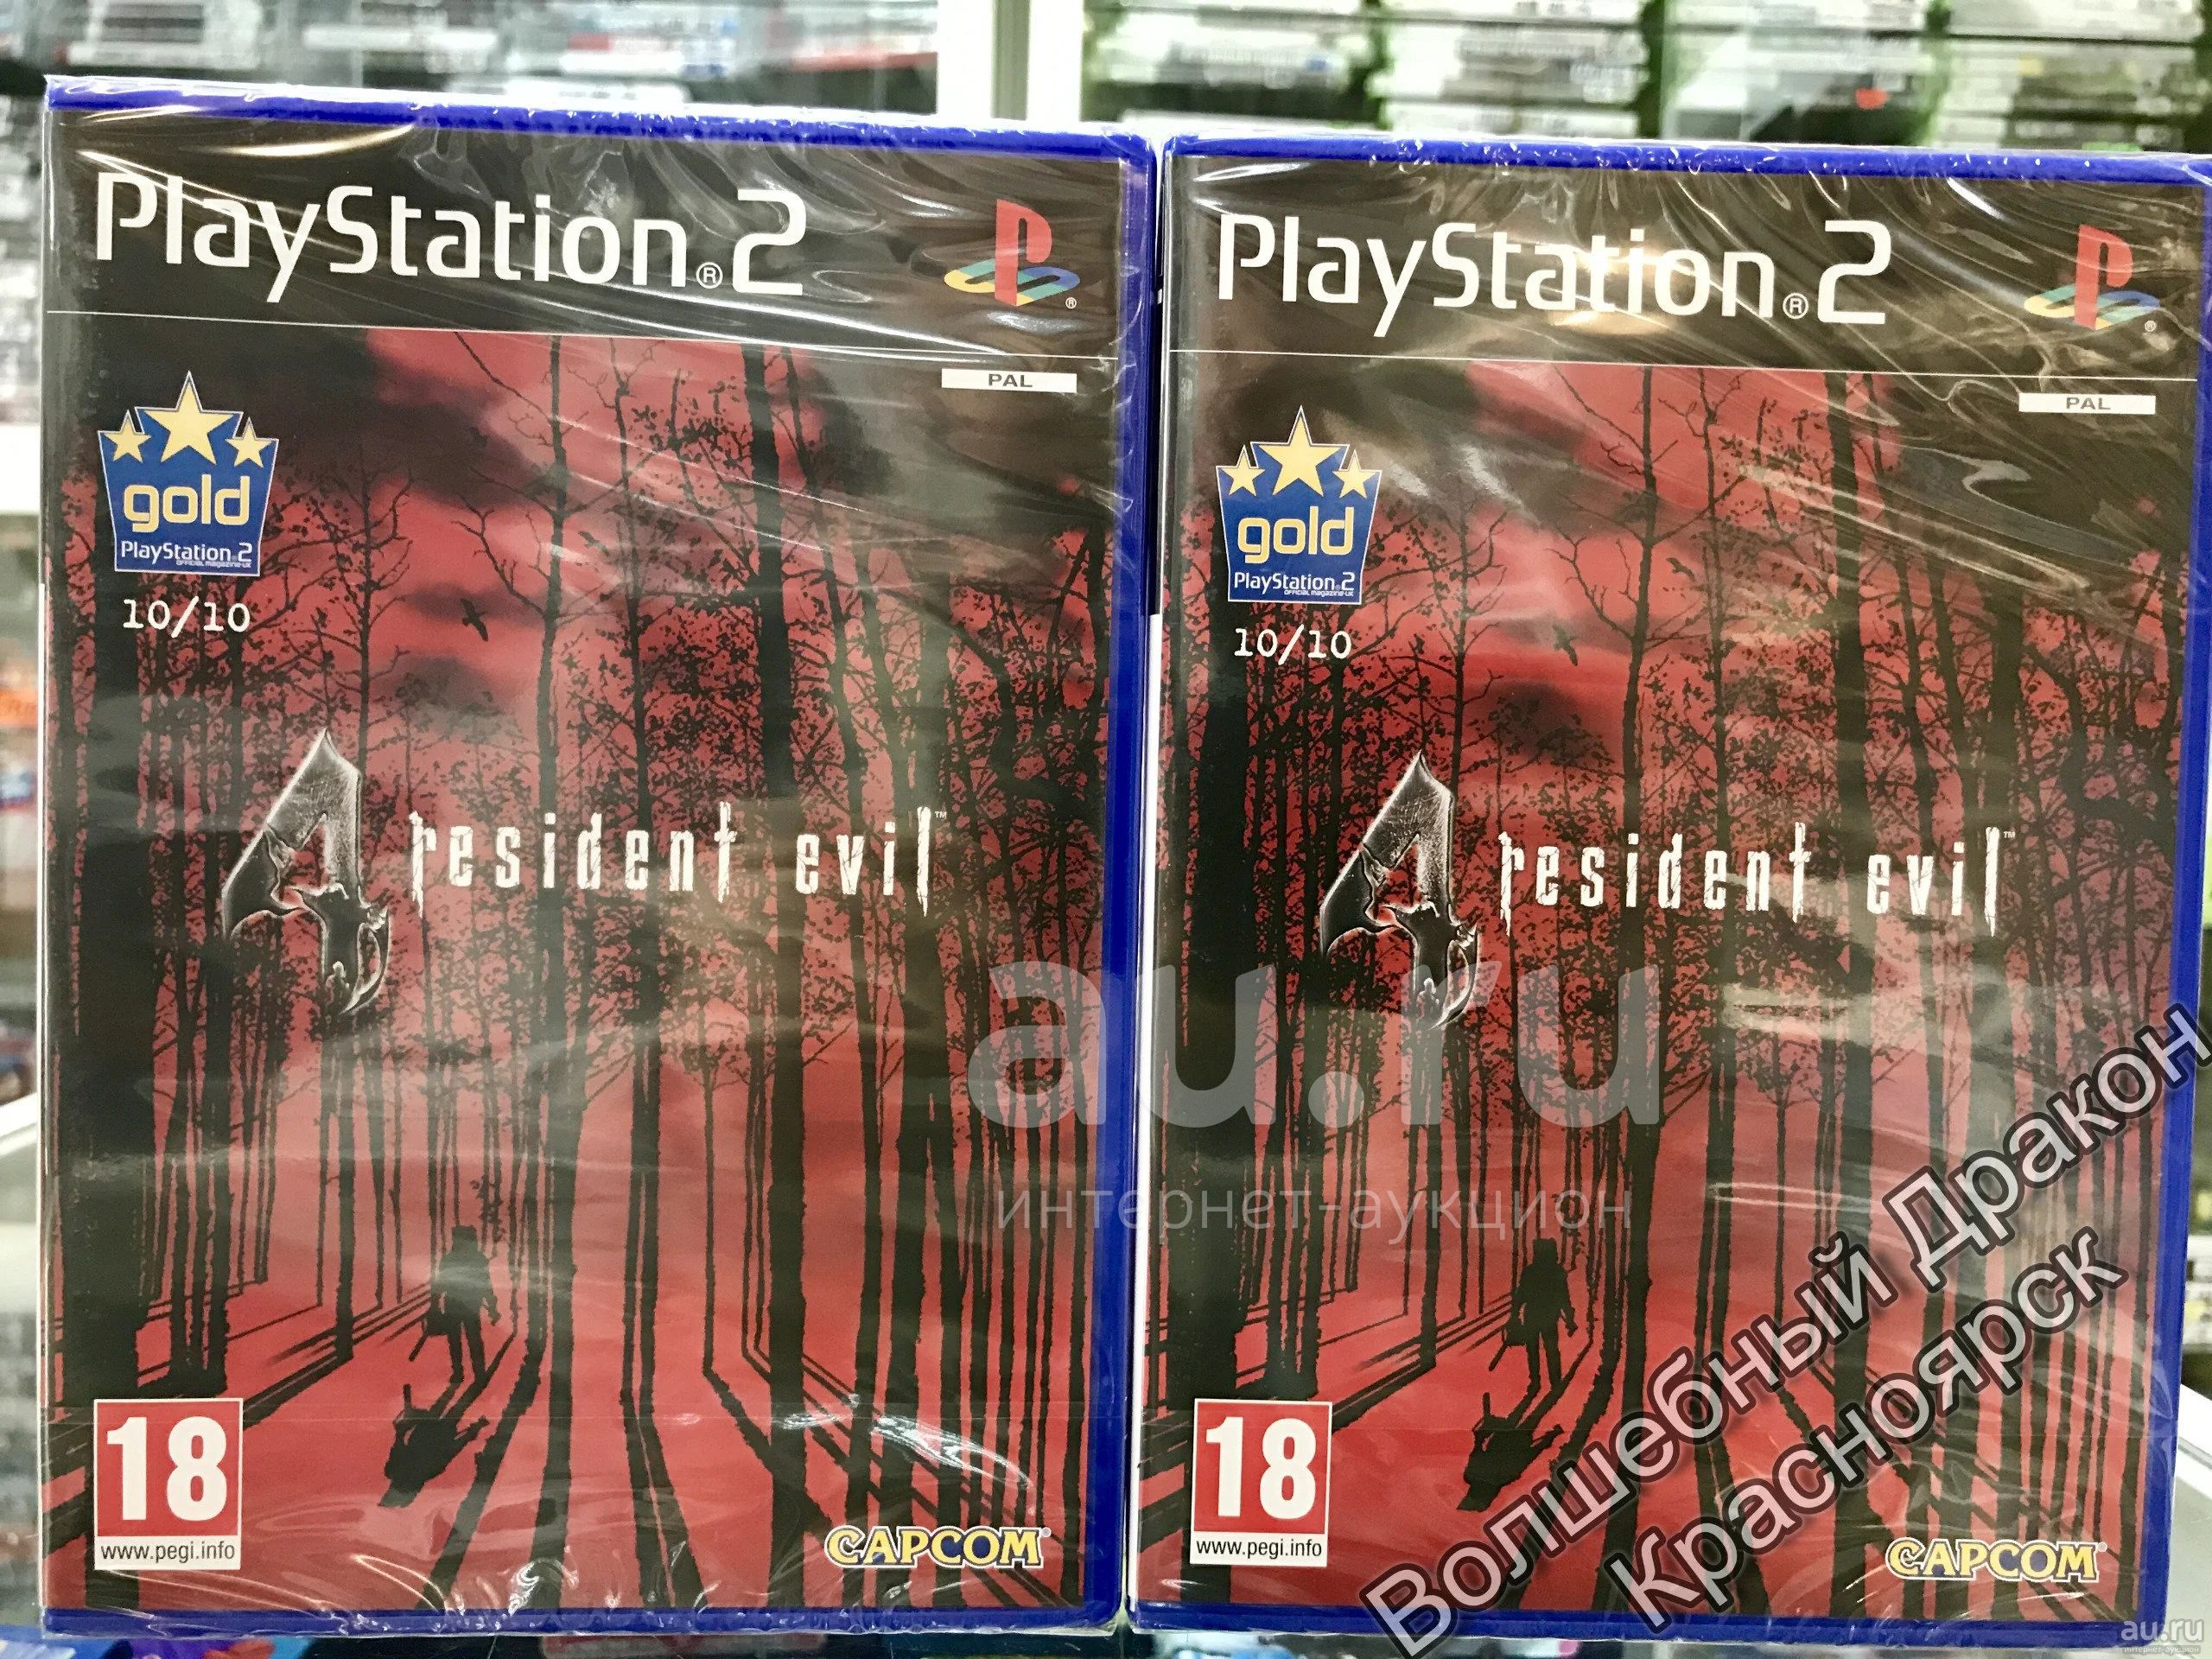 PlayStation®2
PAL
gold
PlayStation®2
OFFICIAL magazine-UK
10/10
4 resident evil™
18
www.pegi.info
CAPCOM®
PlayStation®2
PAL
gold
PlayStation®2
OFFICIAL magazine-UK
10/10
4 resident evil™
18
www.pegi.info
CAPCOM®
au.ru
интернет-аукцион
Волшебный Дракон
Красноярск
au.ru
интернет-аукцион